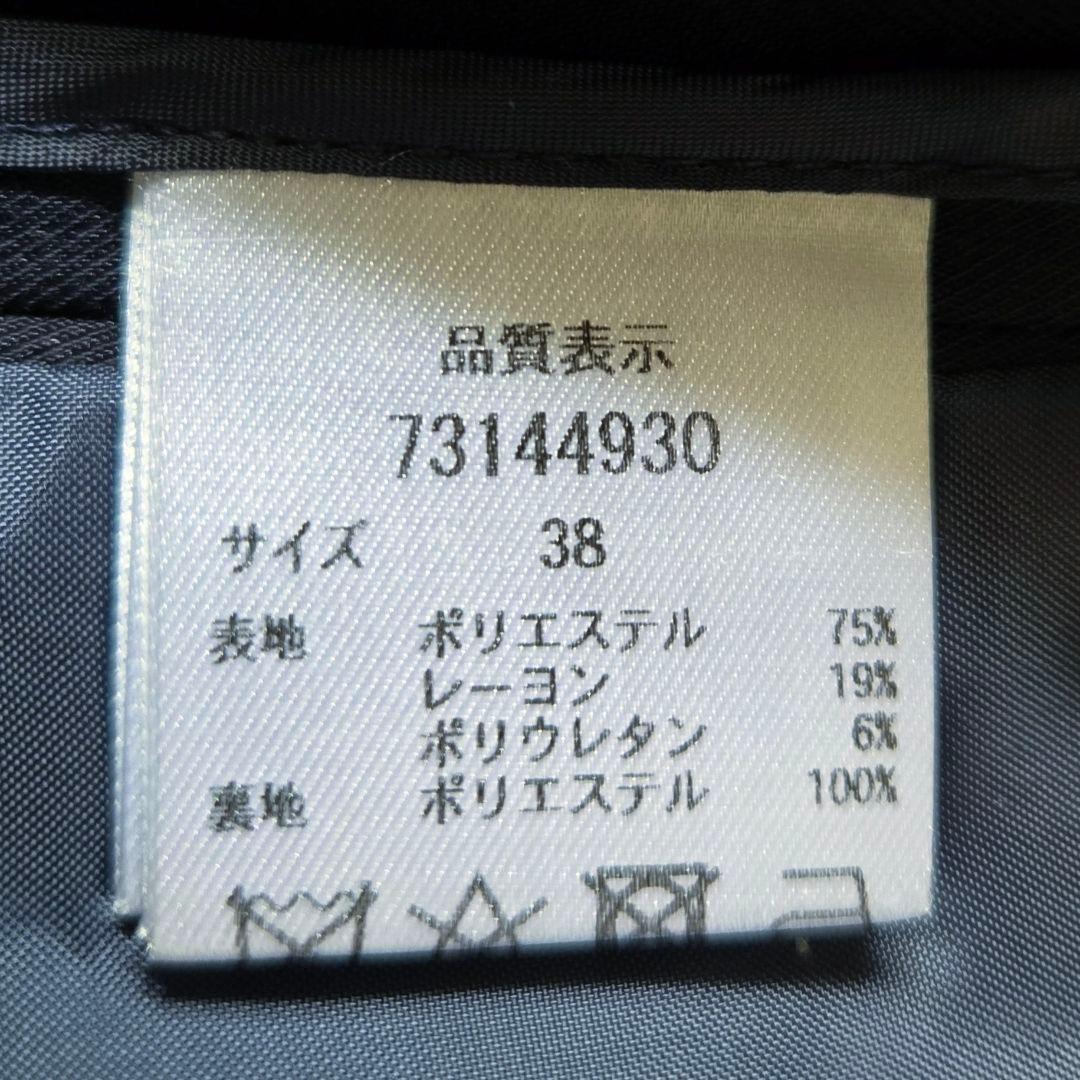 品質表示
73144930
サイズ 38
表地 ポリエステル 75%
レーヨン 19%
ポリウレタン 6%
裏地 ポリエステル 100%